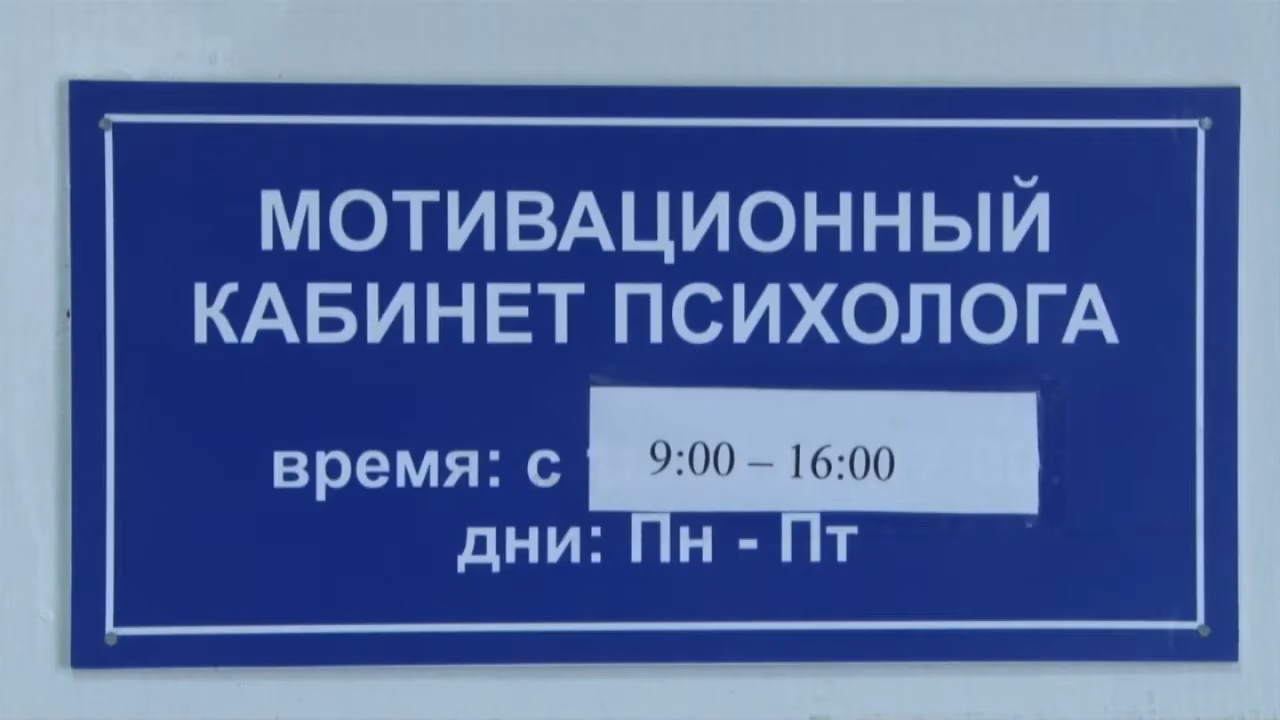 МОТИВАЦИОННЫЙ
КАБИНЕТ ПСИХОЛОГА
время: с 9:00 – 16:00
дни: Пн - Пт